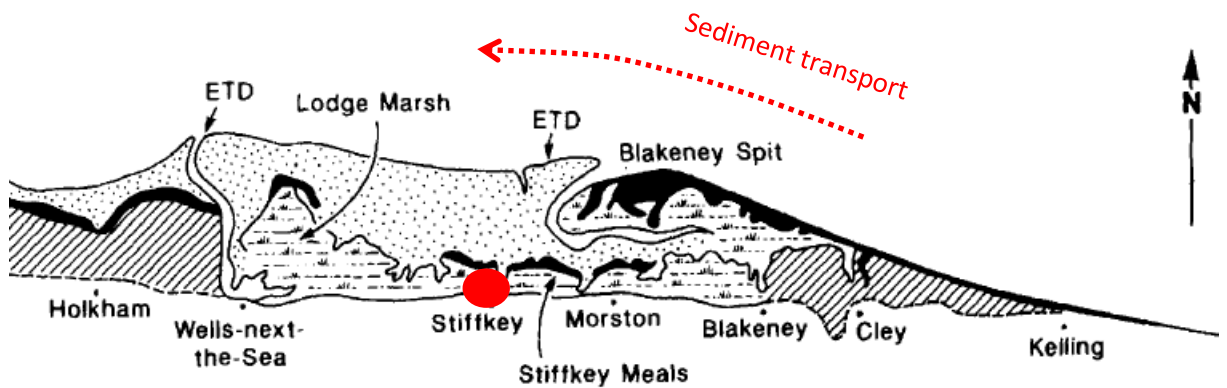 Sediment transport
ETD
Lodge Marsh
ETD
Blakeney Spit
N
Holkham
Wells-next-
the-Sea
Stiffkey
Morston
Blakeney
Cley
Kelling
Stiffkey Meals